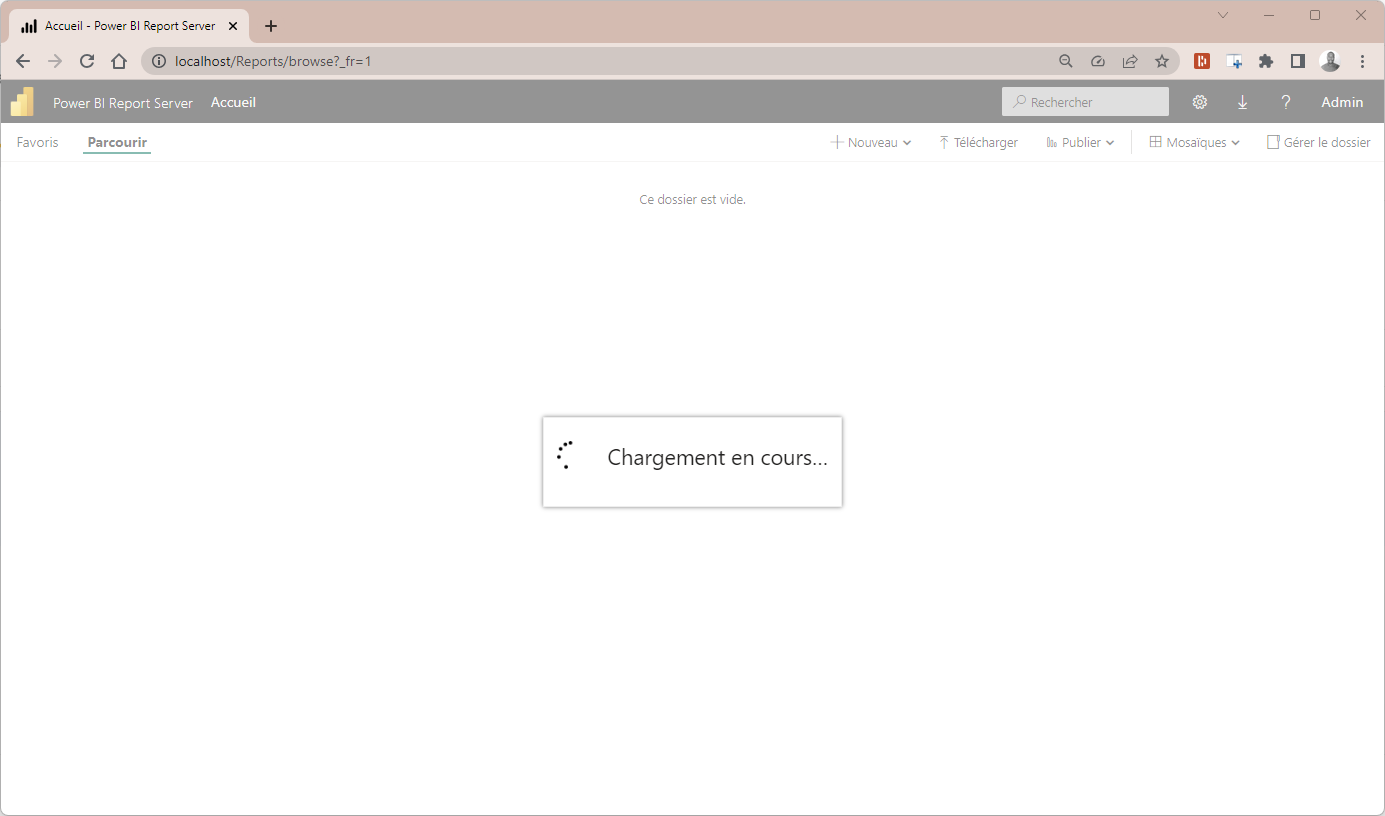 Accueil - Power BI Report Server
localhost/Reports/browse?_fr=1
Power BI Report Server Accueil Rechercher ? Admin
Favoris Parcourir Nouveau Télécharger Publier Mosaïques Gérer le dossier
Ce dossier est vide.
Chargement en cours...